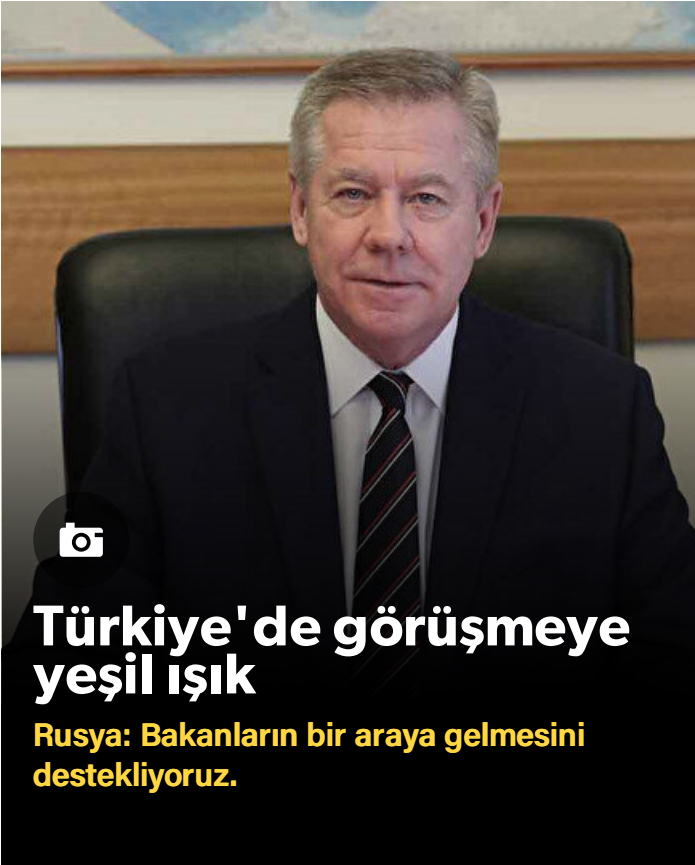 Türkiye'de görüşmeye
yeşil ışık
Rusya: Bakanların bir araya gelmesini
destekliyoruz.